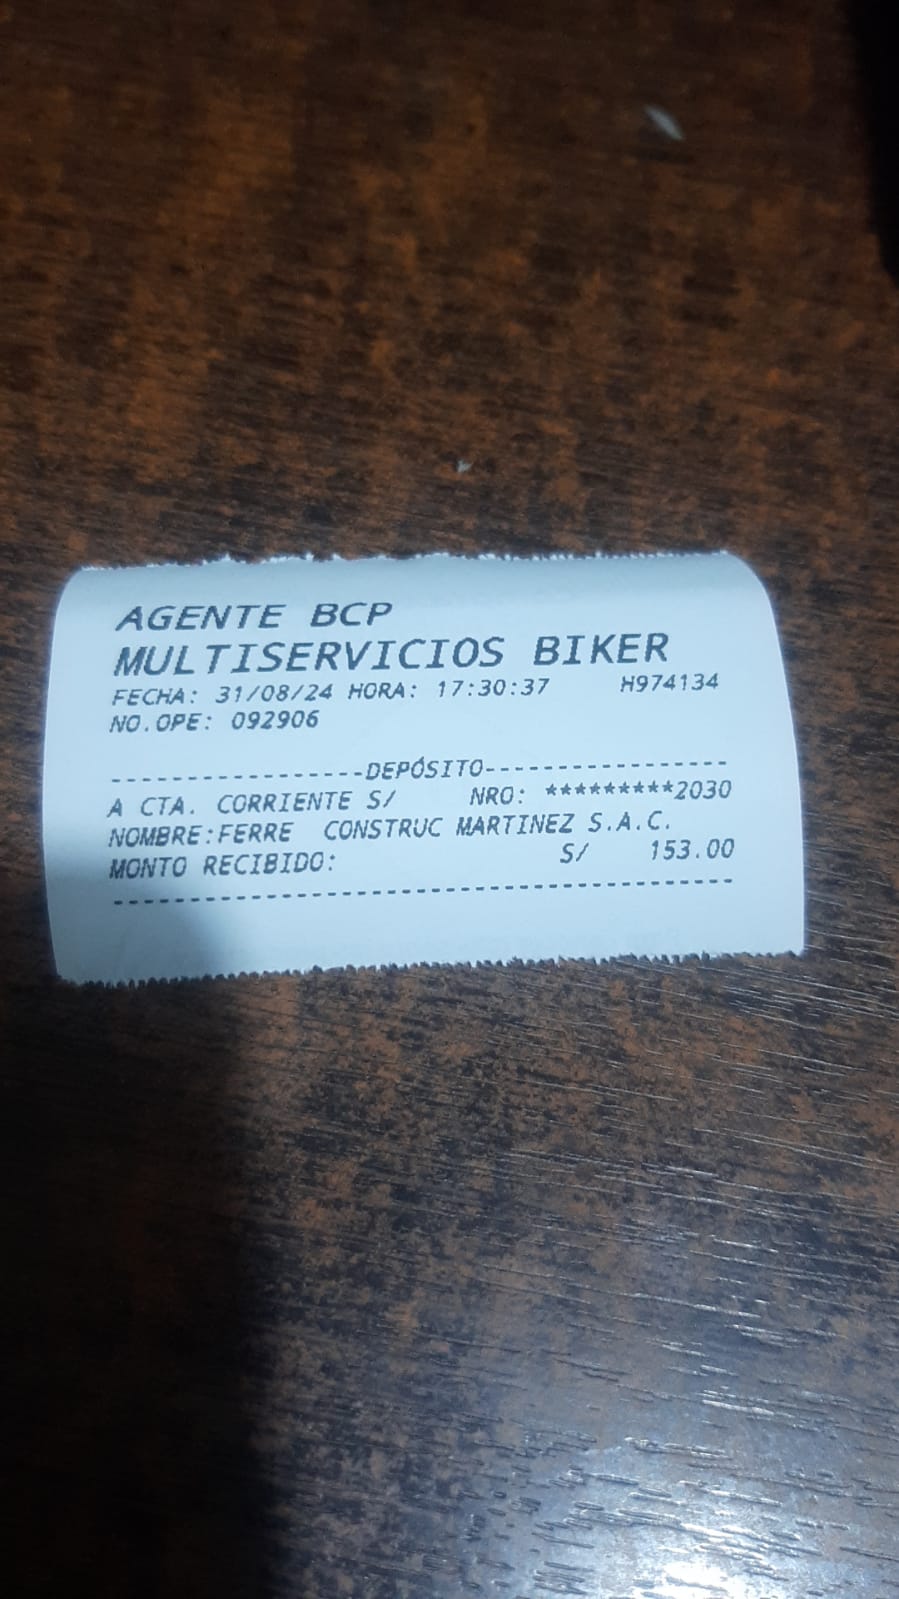 AGENTE BCP
MULTISERVICIOS BIKER
FECHA: 31/08/24 HORA: 17:30:37 H974134
NO.OPE: 092906
-----------------DEPÓSITO-----------------
A CTA. CORRIENTE S/ NRO: *********2030
NOMBRE:FERRE CONSTRUC MARTINEZ S.A.C.
MONTO RECIBIDO: S/ 153.00